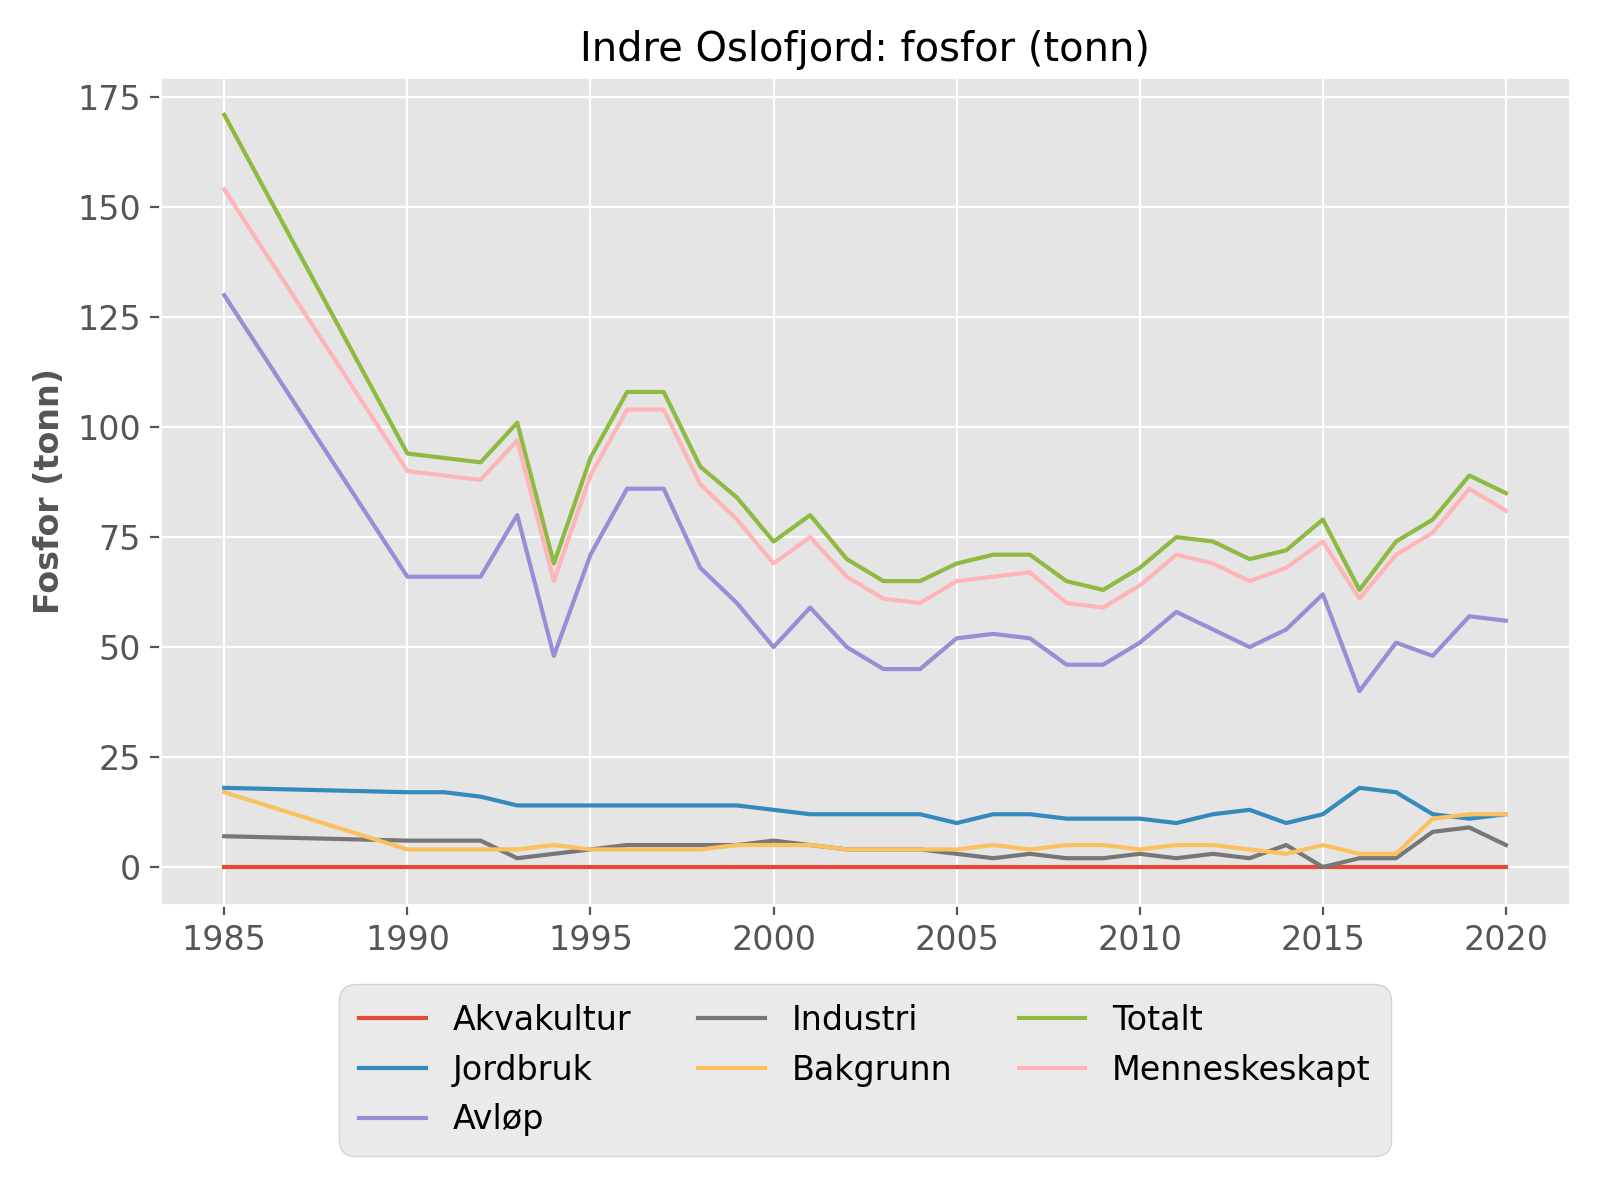 Indre Oslofjord: fosfor (tonn)
175
150
125
100
75
50
25
0
Fosfor (tonn)
1985 1990 1995 2000 2005 2010 2015 2020
Akvakultur Industri Totalt
Jordbruk Bakgrunn Menneskeskapt
Avløp